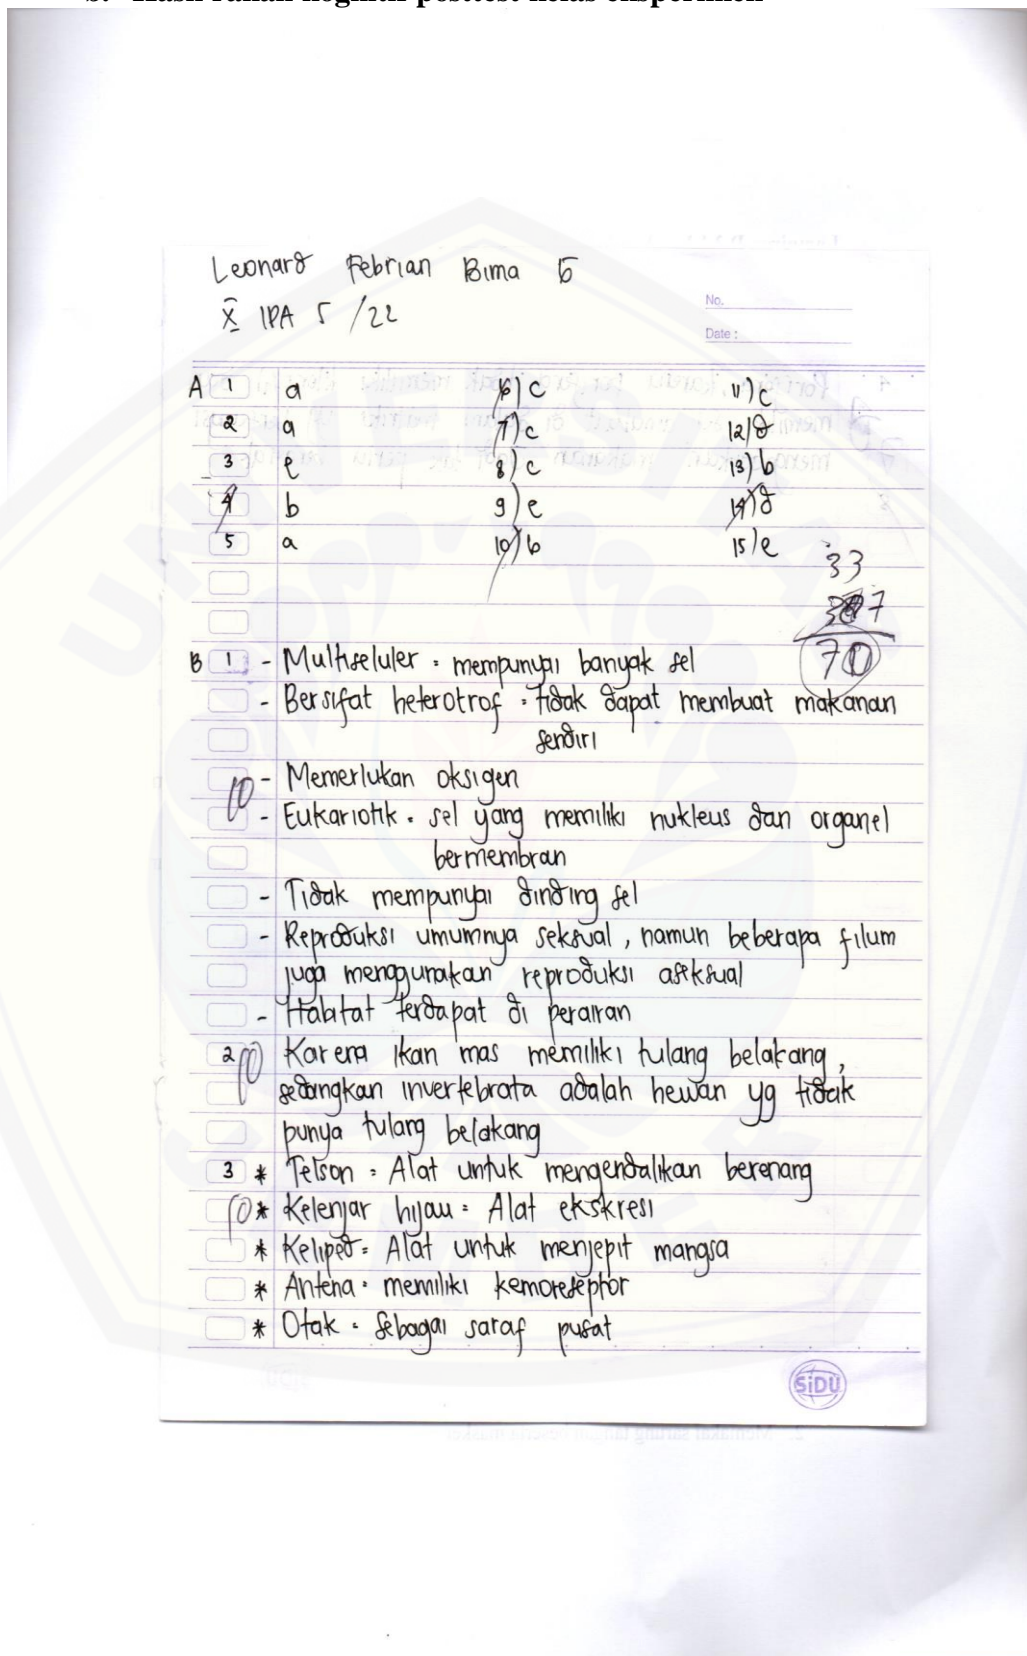 Leonard Febrian Bima G
X IPA 5 /22
No.
Date :
A 1 a 6) c 11) c
2 a 7) c 12) d
3 e 8) c 13) b
4 b 9) e 14) d
5 a 10) b 15) e
33
37
70
B 1 - Multiseluler = mempunyai banyak sel
- Bersifat heterotrof = tidak dapat membuat makanan
sendiri
- Memerlukan oksigen
10
- Eukariotik = sel yang memiliki nukleus dan organel
bermembran
- Tidak mempunyai dinding sel
- Reproduksi umumnya seksual, namun beberapa filum
juga menggunakan reproduksi aseksual
- Habitat terdapat di perairan
2 10 Karena ikan mas memiliki tulang belakang,
sedangkan invertebrata adalah hewan yg tidak
punya tulang belakang
3 * Telson = Alat untuk mengendalikan berenang
10 * Kelenjar hijau = Alat ekskresi
* Keliped = Alat untuk menjepit mangsa
* Antena = memiliki kemoreseptor
* Otak = sebagai saraf pusat
SiDU